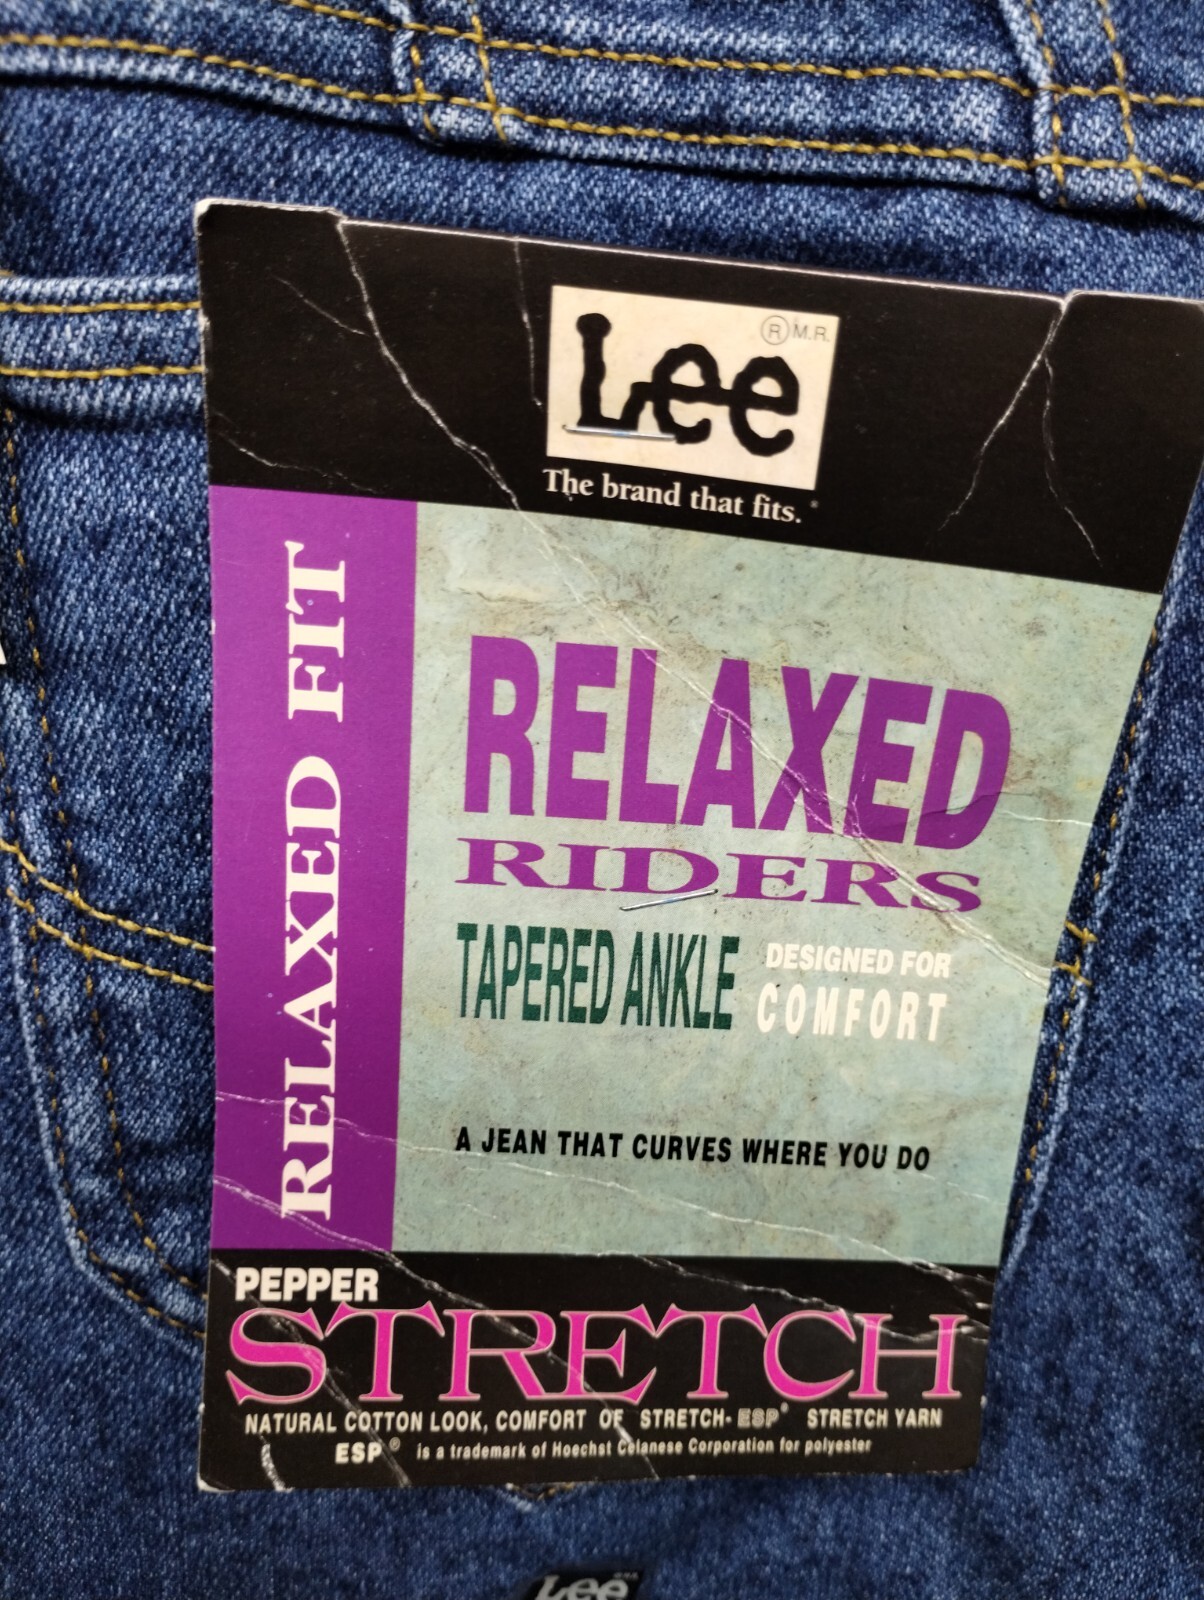 Lee
® M.R.
The brand that fits.
RELAXED FIT
RELAXED
RIDERS
TAPERED ANKLE
DESIGNED FOR
COMFORT
A JEAN THAT CURVES WHERE YOU DO
PEPPER
STRETCH
NATURAL COTTON LOOK, COMFORT OF STRETCH- ESP® STRETCH YARN
ESP® is a trademark of Hoechst Celanese Corporation for polyester
Lee